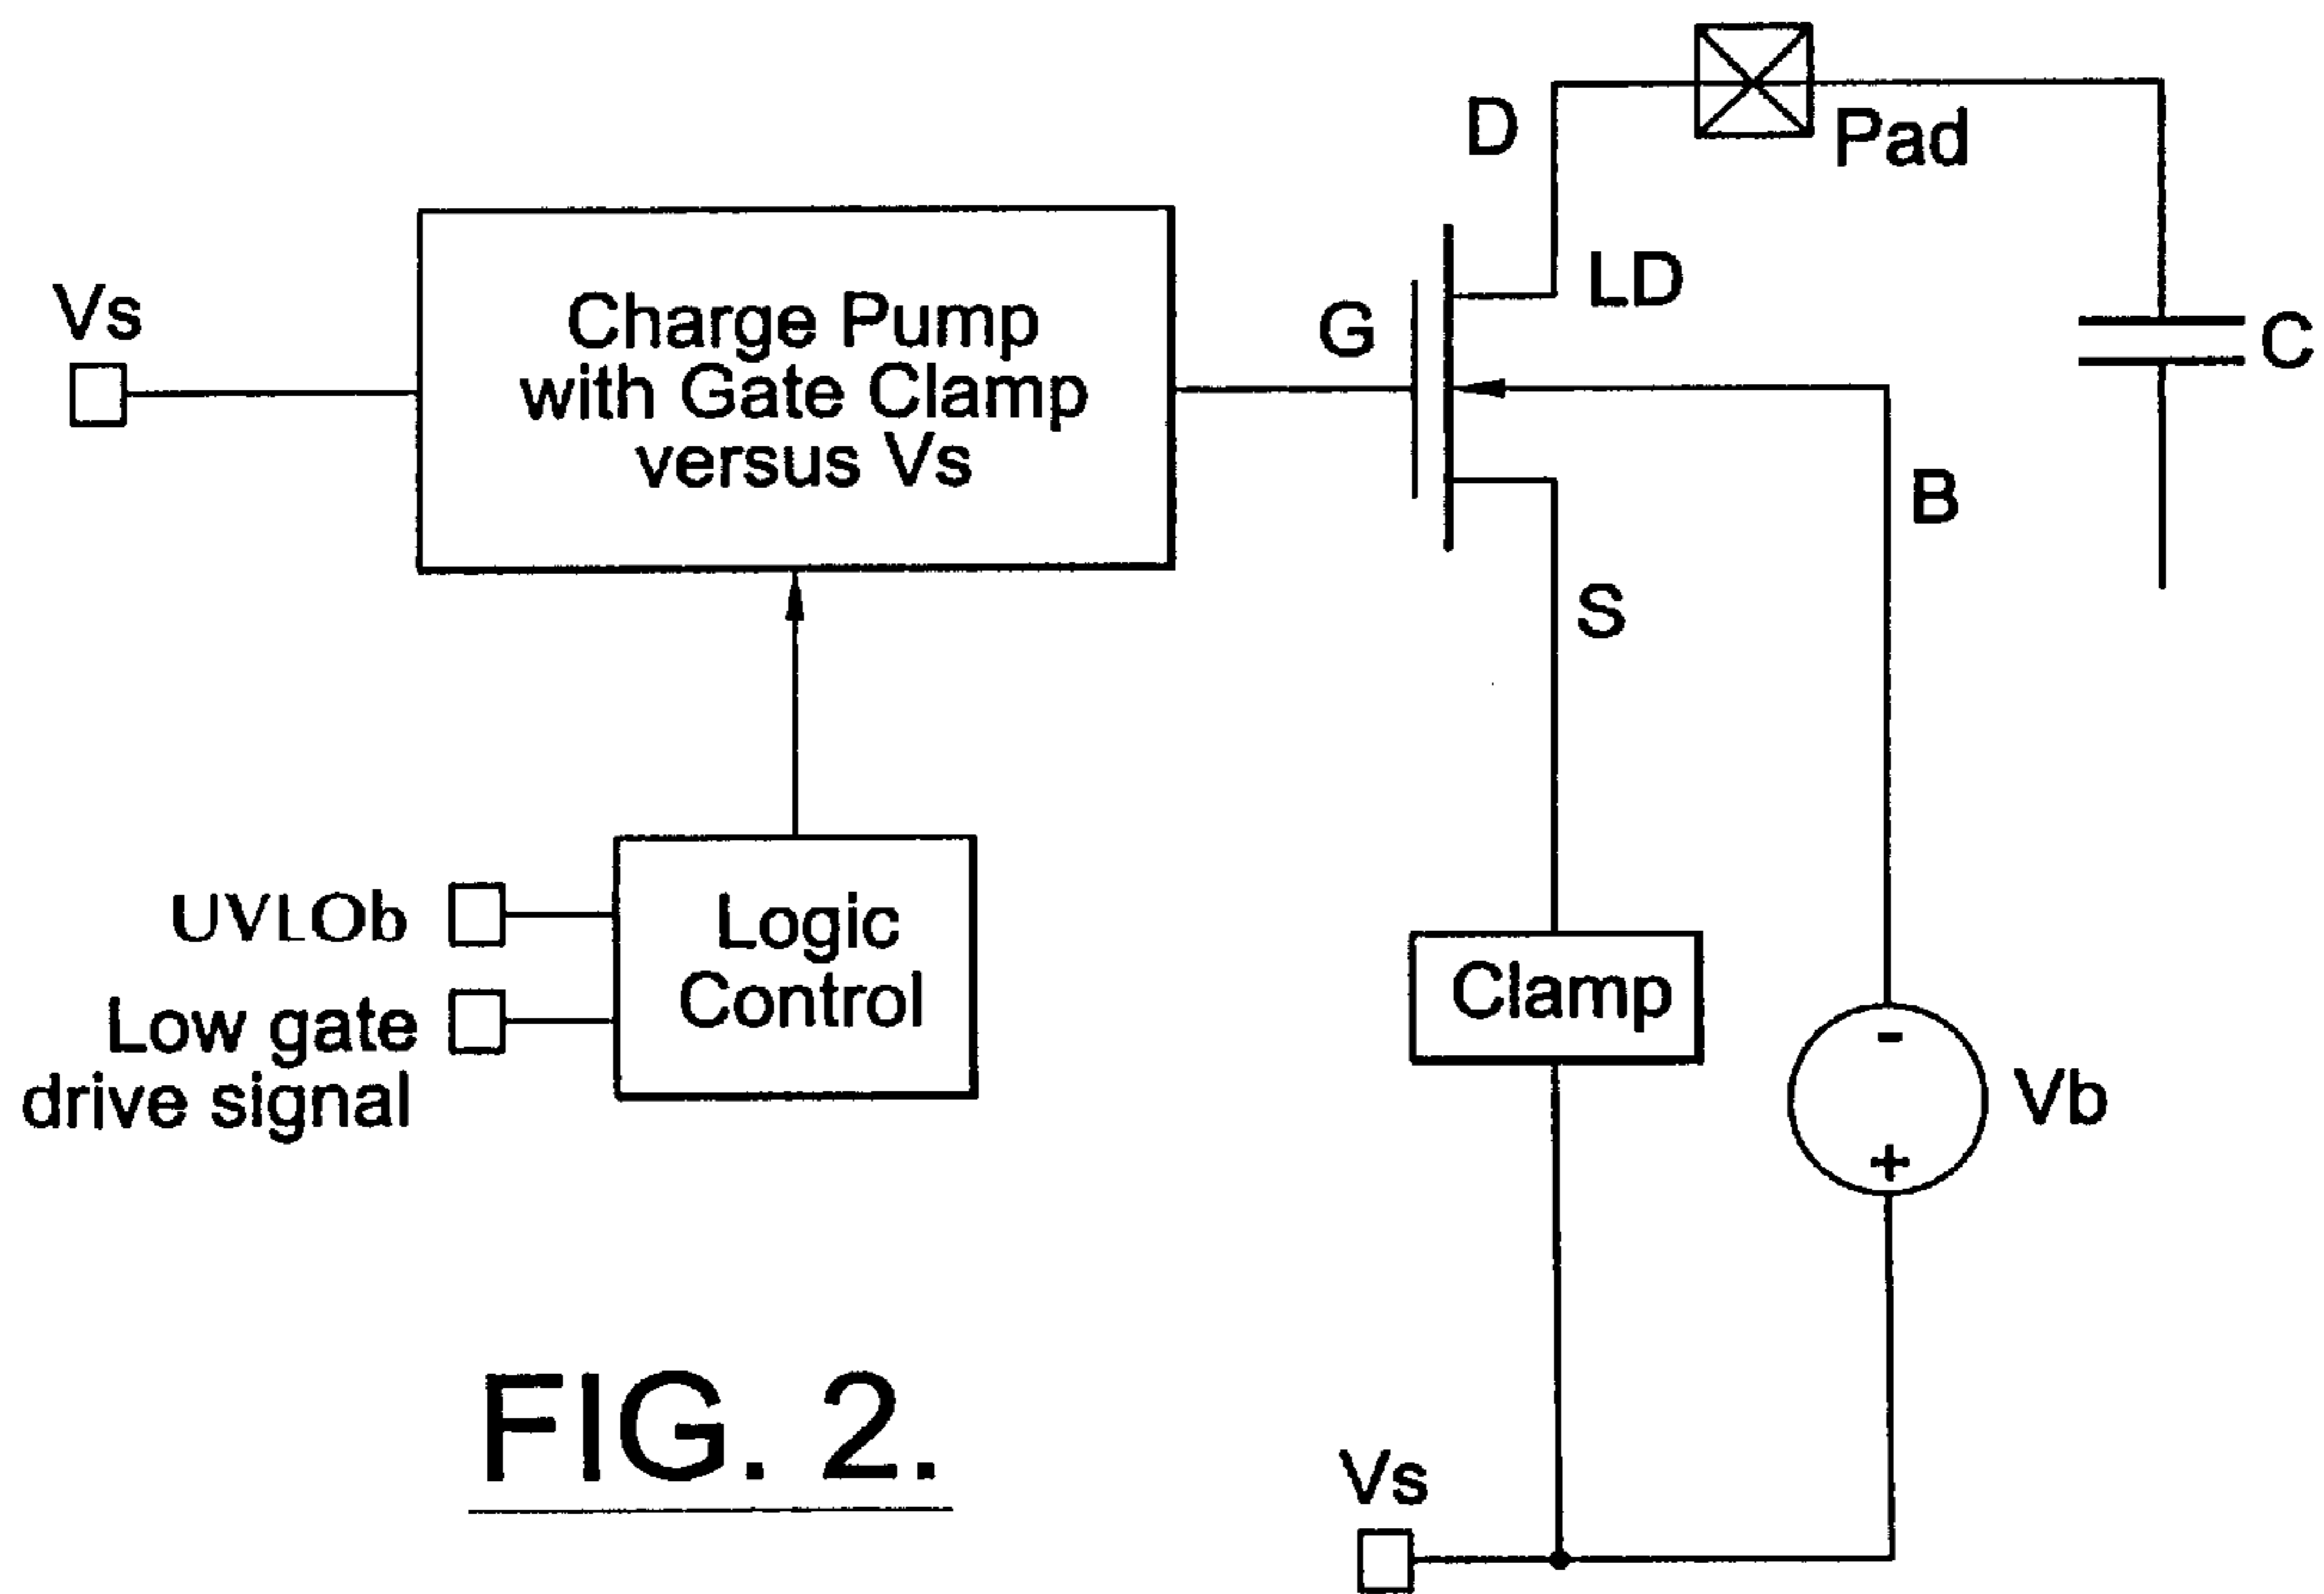 D
Pad
Vs
Charge Pump
with Gate Clamp
versus Vs
G
LD
C
B
S
UVLOb
Low gate
drive signal
Logic
Control
Clamp
-
+
Vb
Vs
FIG. 2.